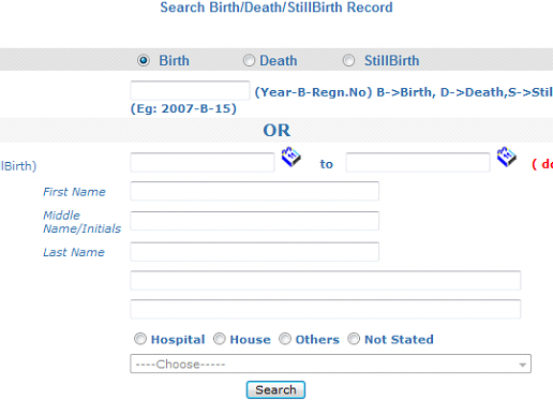 Search Birth/Death/StillBirth Record
Birth Death StillBirth
(Year-B-Regn.No) B->Birth, D->Death,S->Stil
(Eg: 2007-B-15)
OR
lBirth) to ( do
First Name
Middle
Name/Initials
Last Name
Hospital House Others Not Stated
----Choose-----
Search